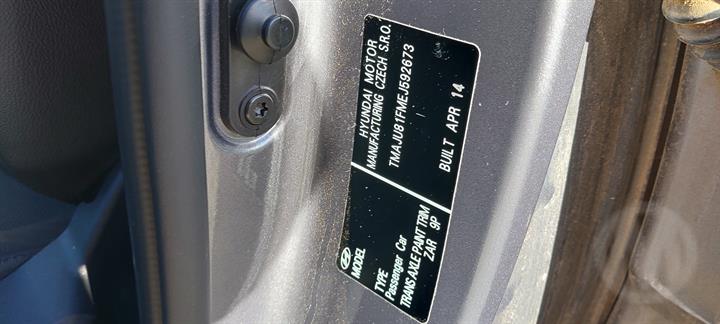 HYUNDAI MOTOR
MANUFACTURING CZECH S.R.O.
TMAJU81FMEJ592673
BUILT APR 14
MODEL
TYPE
Passenger Car
TRANS AXLE PAINT TRIM
ZAR 9P